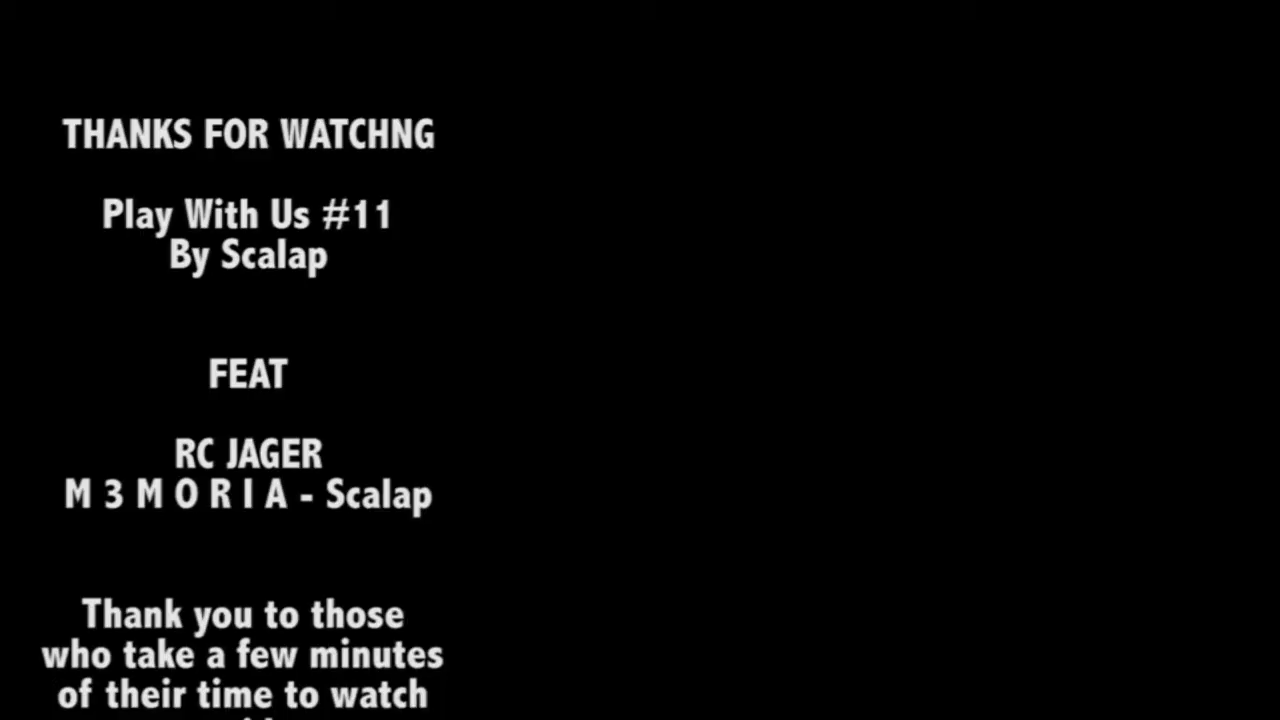 THANKS FOR WATCHNG
Play With Us #11
By Scalap
FEAT
RC JAGER
M 3 M O R I A - Scalap
Thank you to those
who take a few minutes
of their time to watch